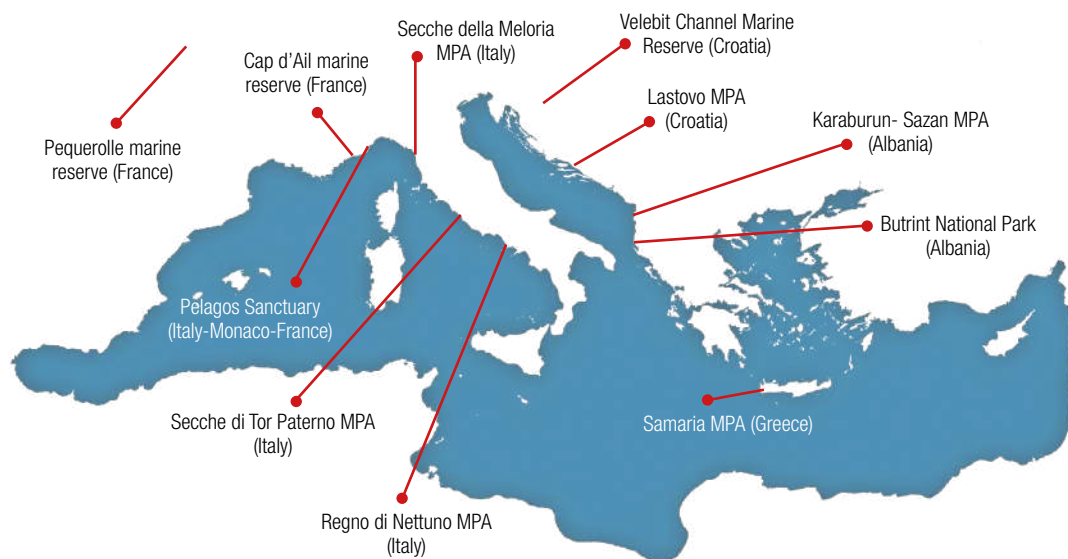 Secche della Meloria
MPA (Italy)
Velebit Channel Marine
Reserve (Croatia)
Cap d'Ail marine
reserve (France)
Lastovo MPA
(Croatia)
Karaburun- Sazan MPA
(Albania)
Pequerolle marine
reserve (France)
Butrint National Park
(Albania)
Pelagos Sanctuary
(Italy-Monaco-France)
Secche di Tor Paterno MPA
(Italy)
Samaria MPA (Greece)
Regno di Nettuno MPA
(Italy)